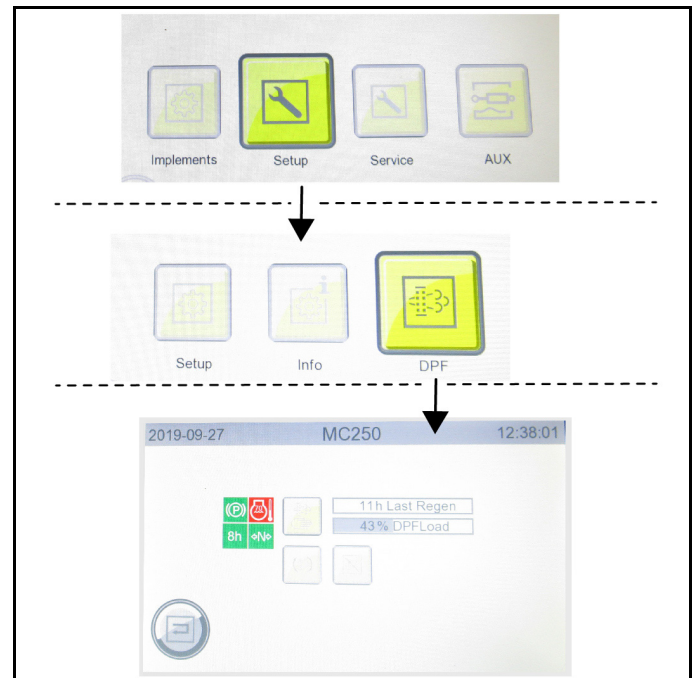 Implements Setup Service AUX
Setup Info DPF
2019-09-27 MC250 12:38:01
(P)
11h Last Regen
43% DPFLoad
8h N